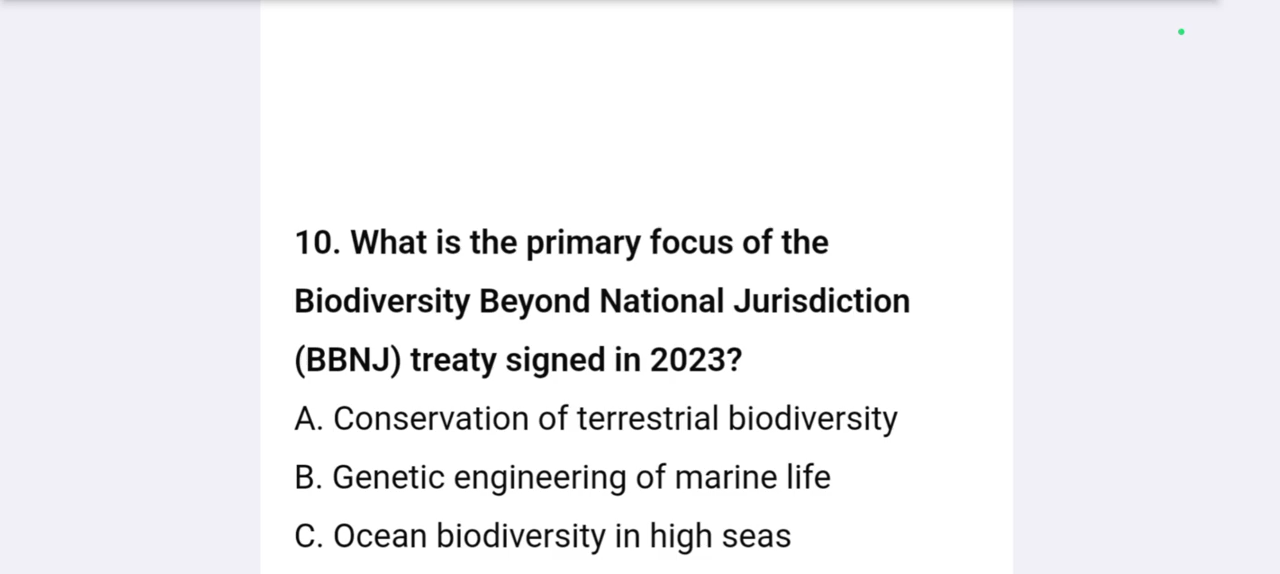 10. What is the primary focus of the
Biodiversity Beyond National Jurisdiction
(BBNJ) treaty signed in 2023?
A. Conservation of terrestrial biodiversity
B. Genetic engineering of marine life
C. Ocean biodiversity in high seas